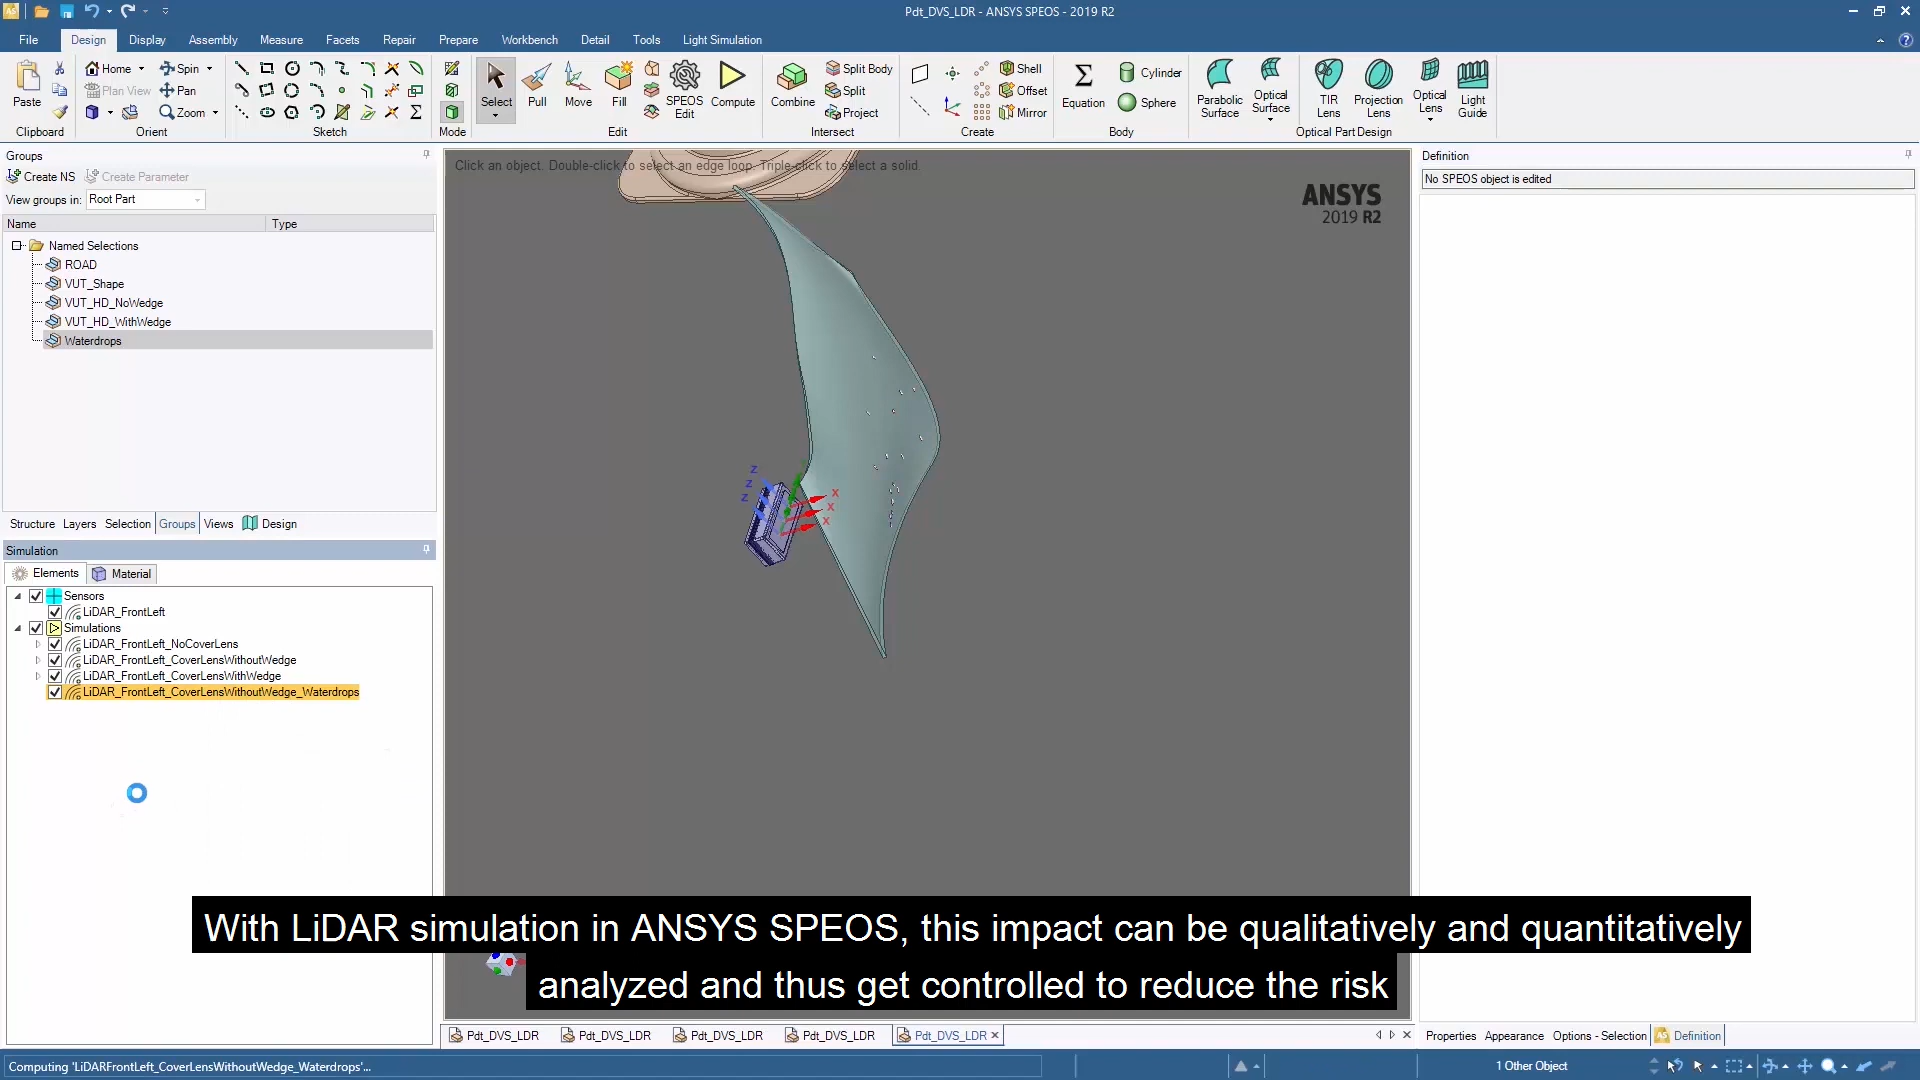 Pdt_DVS_LDR - ANSYS SPEOS - 2019 R2
File Design Display Assembly Measure Facets Repair Prepare Workbench Detail Tools Light Simulation
Paste
Clipboard
Home Spin
Plan View Pan
Zoom
Orient
Sketch
Mode
Select Pull Move Fill SPEOS Edit Compute
Edit
Combine Split Body
Split
Project
Intersect
Shell
Offset
Mirror
Create
Equation Cylinder
Sphere
Body
Parabolic Surface Optical Surface TIR Lens Projection Lens Optical Lens Light Guide
Optical Part Design
Groups
Create NS Create Parameter
View groups in: Root Part
Name Type
Named Selections
ROAD
VUT_Shape
VUT_HD_NoWedge
VUT_HD_WithWedge
Waterdrops
Structure Layers Selection Groups Views Design
Simulation
Elements Material
Sensors
LiDAR_FrontLeft
Simulations
LiDAR_FrontLeft_NoCoverLens
LiDAR_FrontLeft_CoverLensWithoutWedge
LiDAR_FrontLeft_CoverLensWithWedge
LiDAR_FrontLeft_CoverLensWithoutWedge_Waterdrops
Click an object. Double-click to select an edge loop. Triple-click to select a solid.
ANSYS
2019 R2
Z
Z
Z
X
X
X
Definition
No SPEOS object is edited
With LiDAR simulation in ANSYS SPEOS, this impact can be qualitatively and quantitatively
analyzed and thus get controlled to reduce the risk
Pdt_DVS_LDR Pdt_DVS_LDR Pdt_DVS_LDR Pdt_DVS_LDR Pdt_DVS_LDR
Properties Appearance Options - Selection Definition
Computing 'LiDARFrontLeft_CoverLensWithoutWedge_Waterdrops'...
1 Other Object